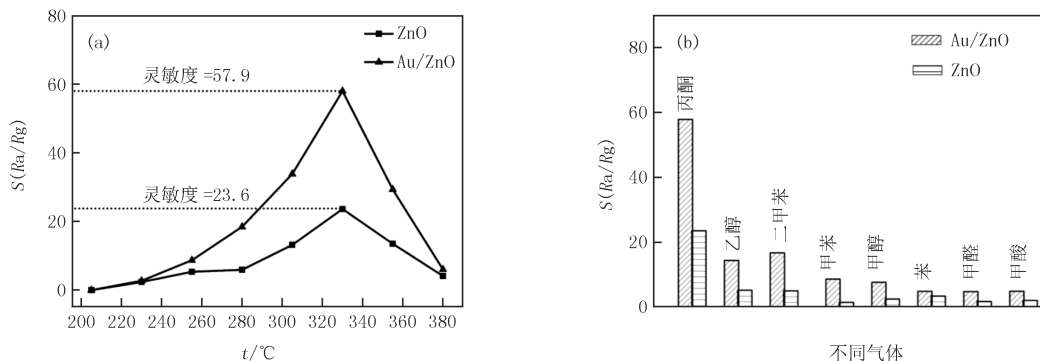 (a)
ZnO
Au/ZnO
灵敏度=57.9
灵敏度=23.6
S(Ra/Rg)
80
60
40
20
0
200 220 240 260 280 300 320 340 360 380
t/℃
(b)
Au/ZnO
ZnO
丙酮
乙醇
二甲苯
甲苯
甲醇
苯
甲醛
甲酸
S(Ra/Rg)
80
60
40
20
0
不同气体